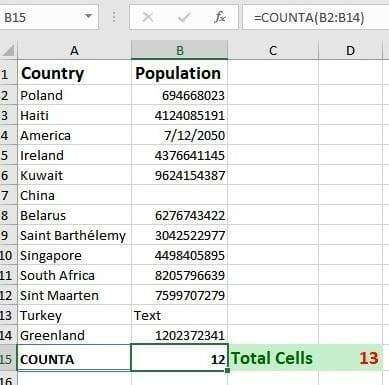 B15 fx =COUNTA(B2:B14)
A B C D
1 Country Population
2 Poland 694668023
3 Haiti 4124085191
4 America 7/12/2050
5 Ireland 4376641145
6 Kuwait 9624154387
7 China
8 Belarus 6276743422
9 Saint Barthélemy 3042522977
10 Singapore 4498405895
11 South Africa 8205796639
12 Sint Maarten 7599707279
13 Turkey Text
14 Greenland 1202372341
15 COUNTA 12 Total Cells 13
16